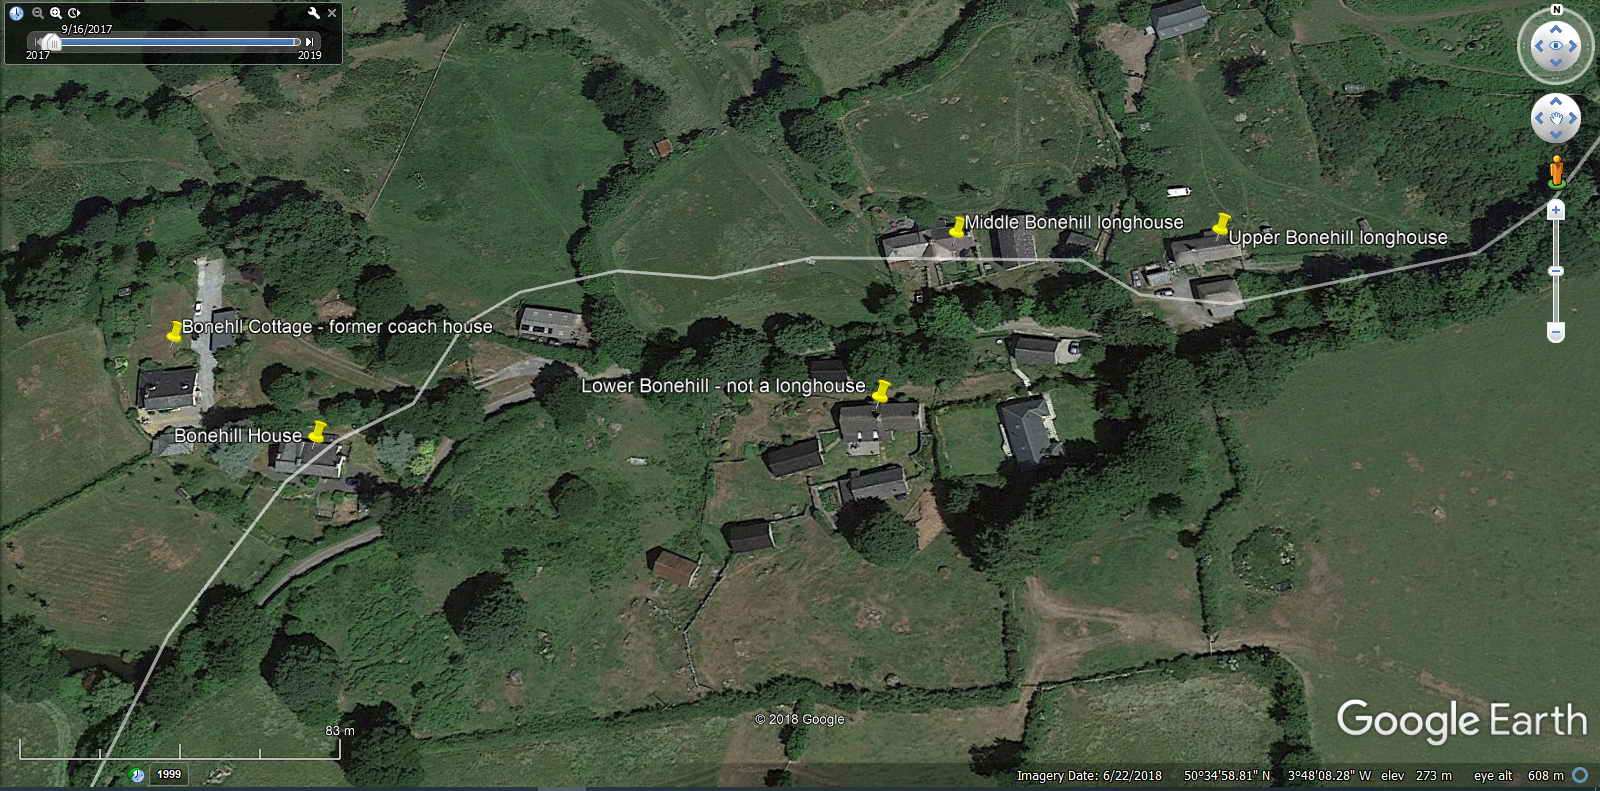 9/16/2017
2017
2019
N
Middle Bonehill longhouse
Upper Bonehill longhouse
Bonehll Cottage - former coach house
Lower Bonehill - not a longhouse
Bonehill House
© 2018 Google
Google Earth
83 m
1999
Imagery Date: 6/22/2018 50°34'58.81" N 3°48'08.28" W elev 273 m eye alt 608 m